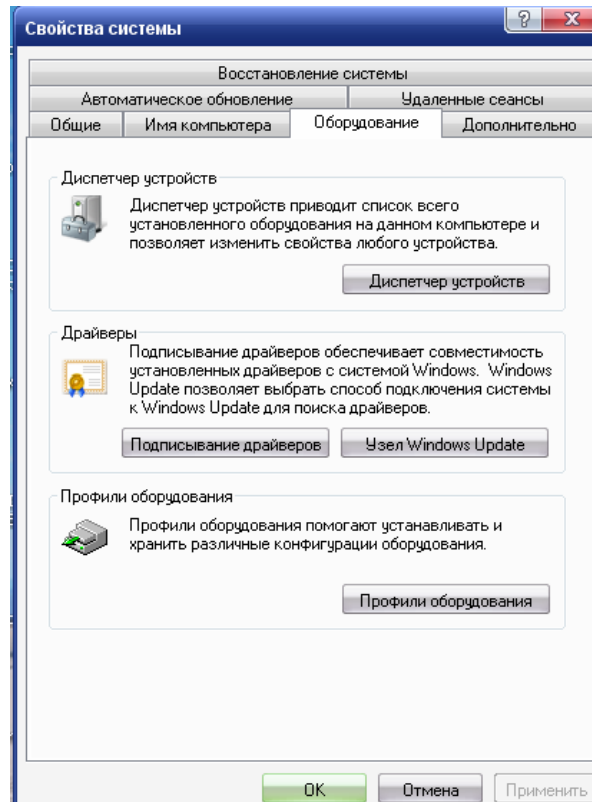 Свойства системы
?
X
Восстановление системы
Автоматическое обновление
Удаленные сеансы
Общие
Имя компьютера
Оборудование
Дополнительно
Диспетчер устройств
Диспетчер устройств приводит список всего
установленного оборудования на данном компьютере и
позволяет изменить свойства любого устройства.
Диспетчер устройств
Драйверы
Подписывание драйверов обеспечивает совместимость
установленных драйверов с системой Windows. Windows
Update позволяет выбрать способ подключения системы
к Windows Update для поиска драйверов.
Подписывание драйверов
Узел Windows Update
Профили оборудования
Профили оборудования помогают устанавливать и
хранить различные конфигурации оборудования.
Профили оборудования
OK
Отмена
Применить